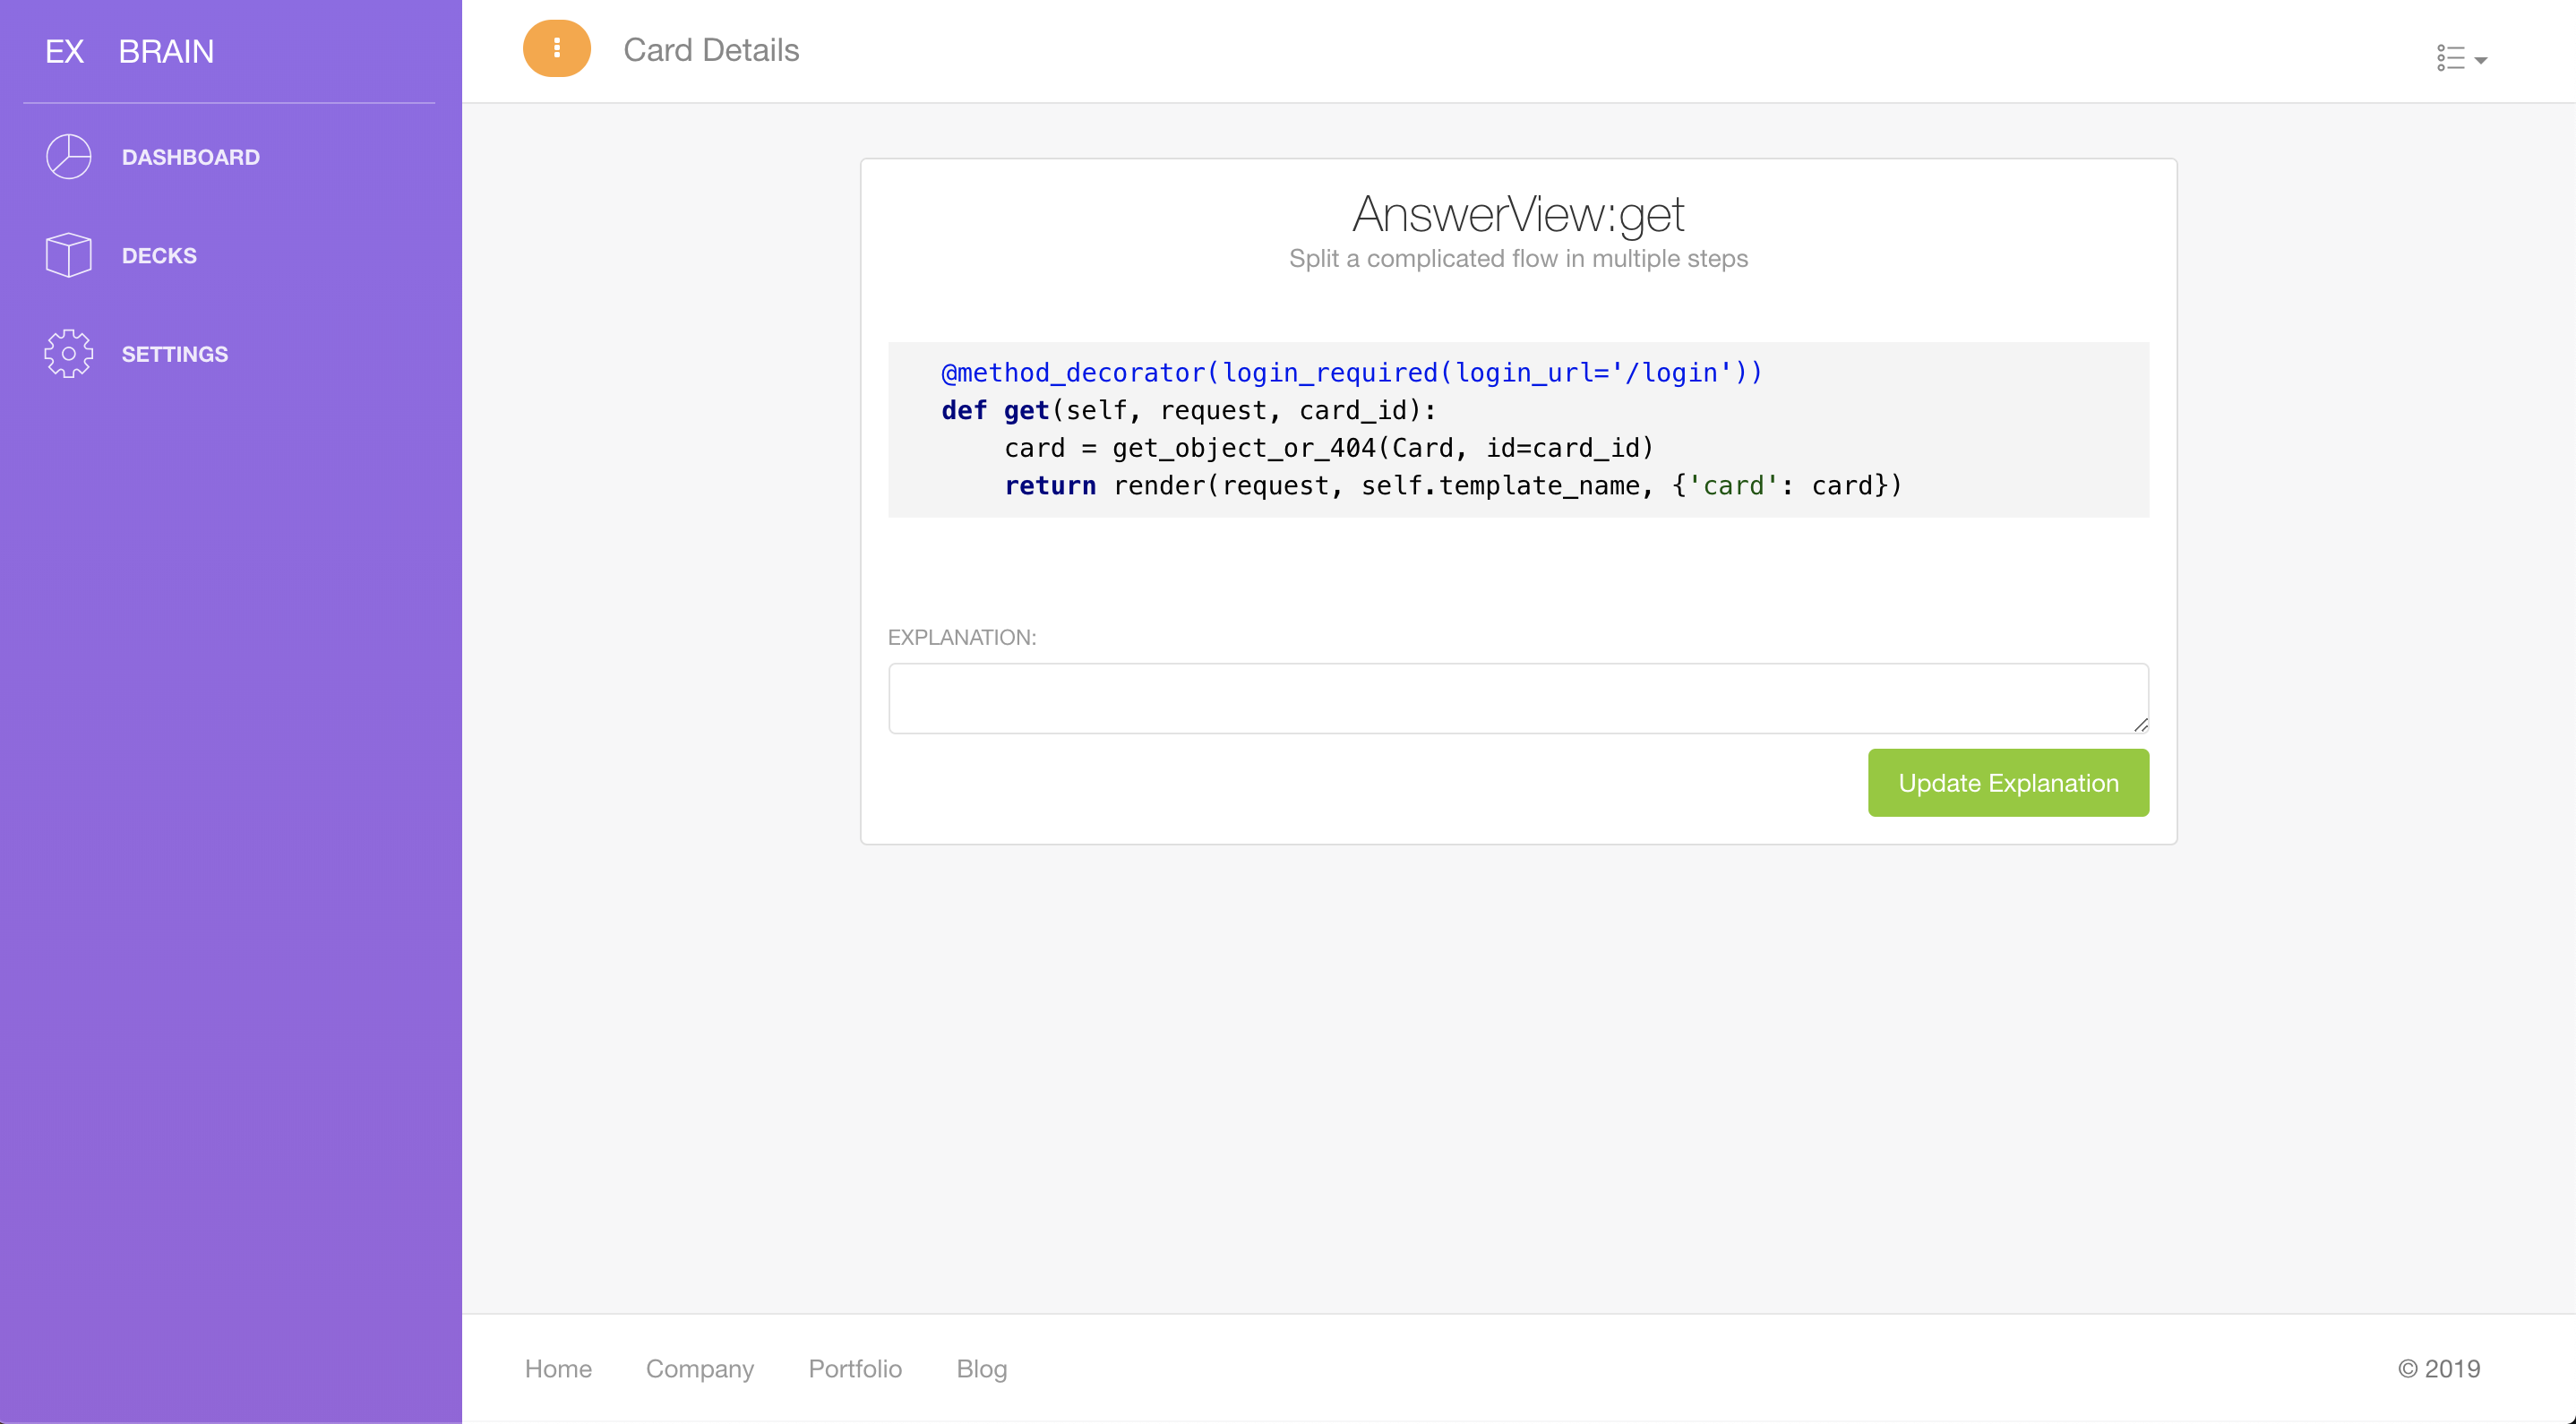 EX BRAIN
DASHBOARD
DECKS
SETTINGS
Card Details
AnswerView:get
Split a complicated flow in multiple steps
@method_decorator(login_required(login_url='/login'))
def get(self, request, card_id):
    card = get_object_or_404(Card, id=card_id)
    return render(request, self.template_name, {'card': card})
EXPLANATION:
Update Explanation
Home Company Portfolio Blog © 2019